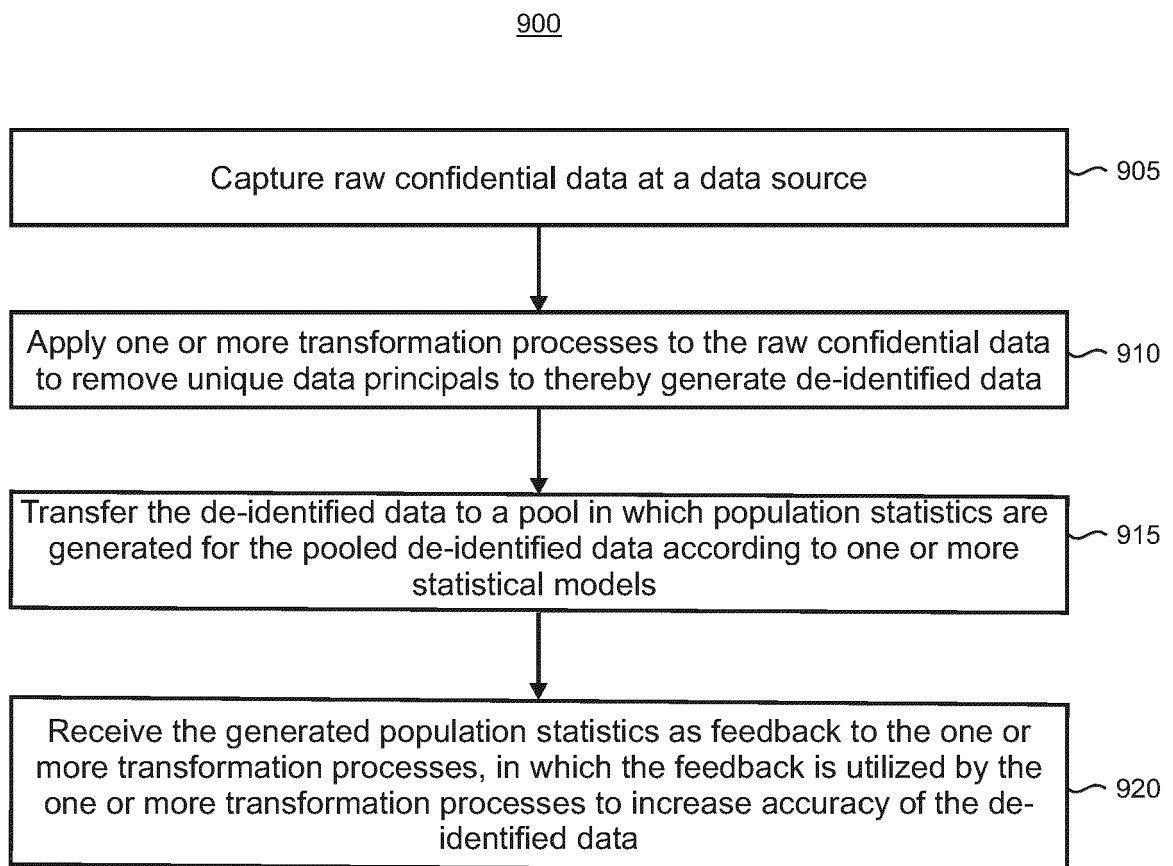 900
Capture raw confidential data at a data source
905
Apply one or more transformation processes to the raw confidential data
to remove unique data principals to thereby generate de-identified data
910
Transfer the de-identified data to a pool in which population statistics are
generated for the pooled de-identified data according to one or more
statistical models
915
Receive the generated population statistics as feedback to the one or
more transformation processes, in which the feedback is utilized by the
one or more transformation processes to increase accuracy of the de-
identified data
920